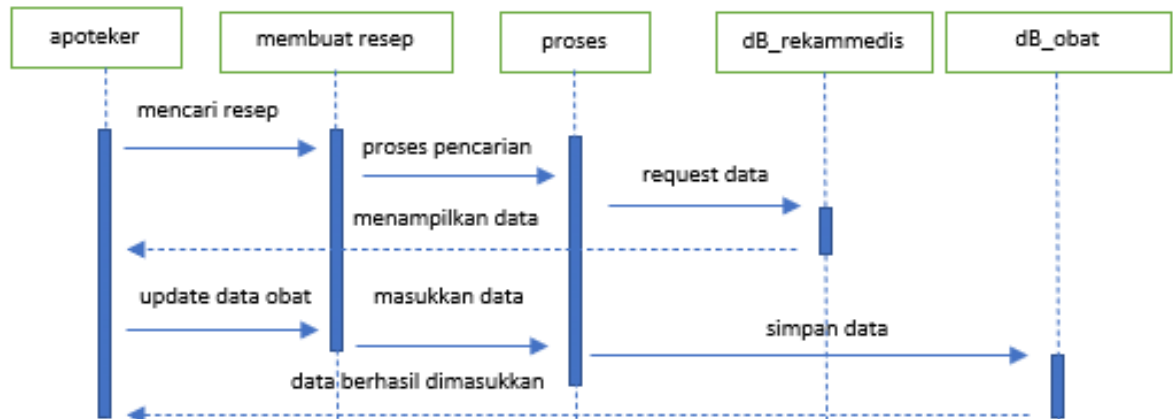 apoteker
membuat resep
proses
dB_rekammedis
dB_obat
mencari resep
proses pencarian
request data
menampilkan data
update data obat
masukkan data
simpan data
data berhasil dimasukkan